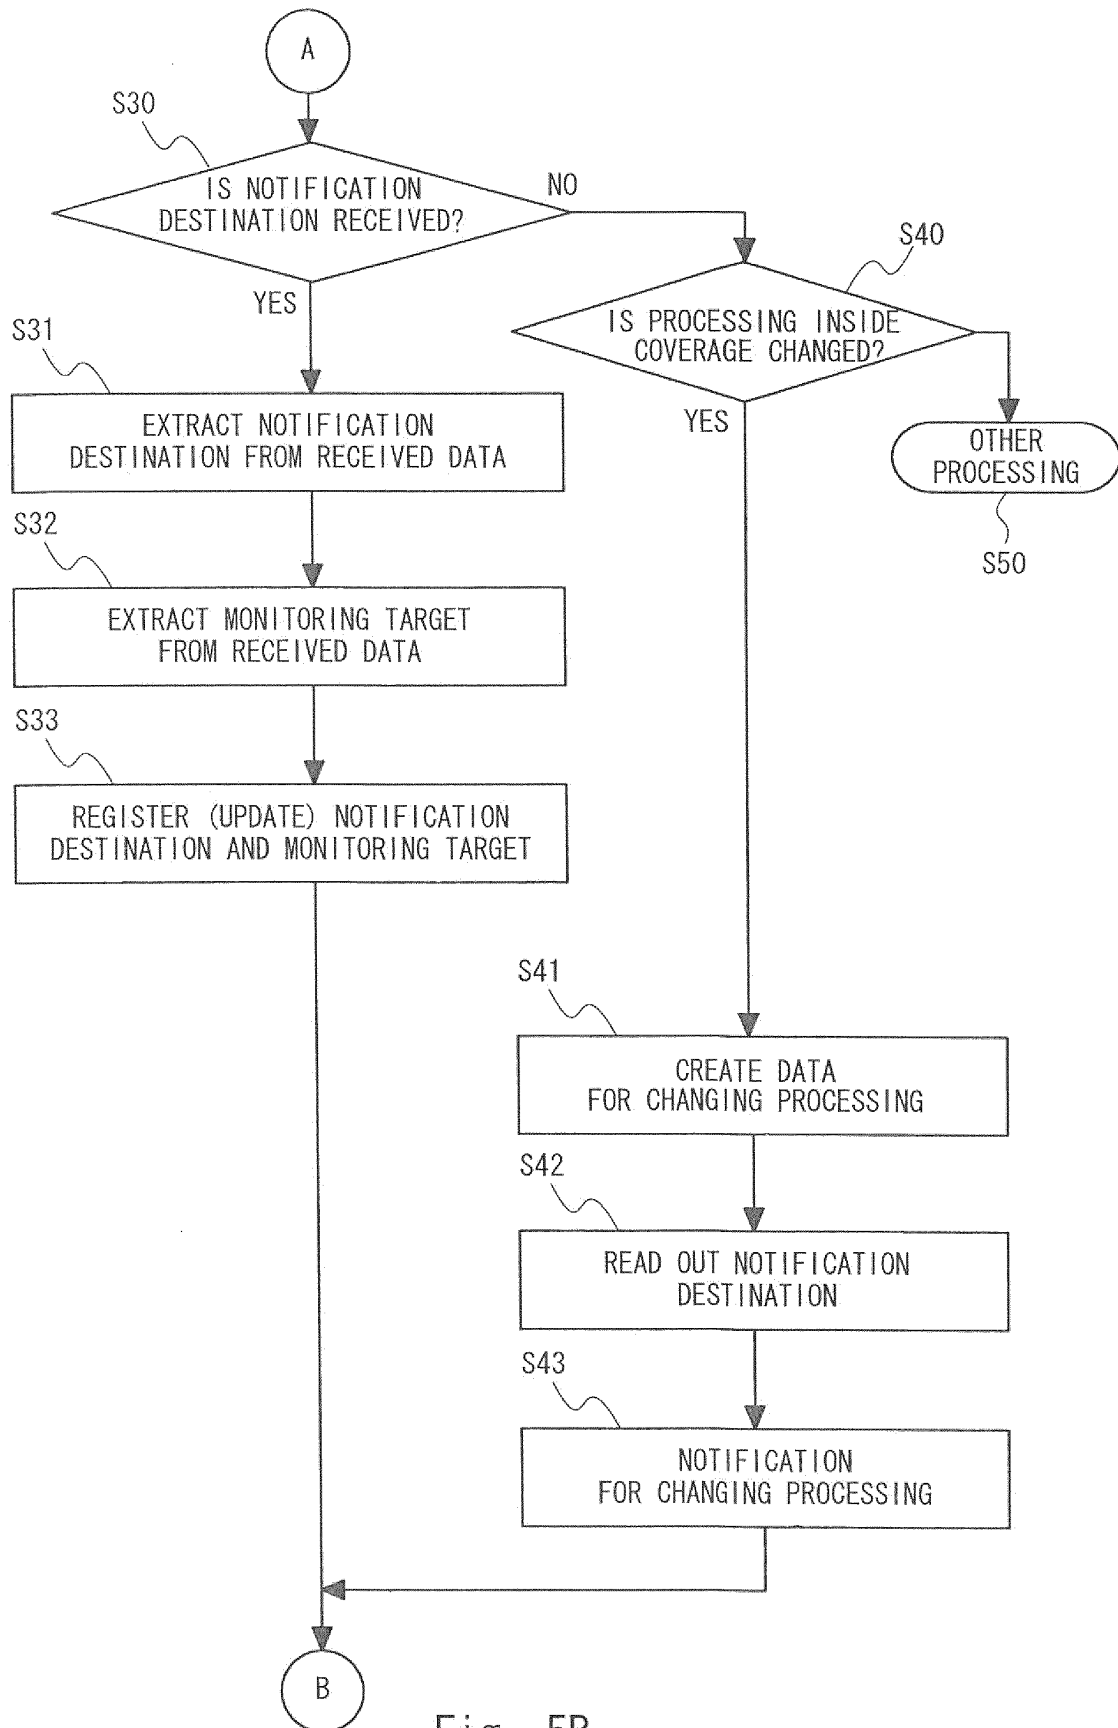 A
S30
IS NOTIFICATION
DESTINATION RECEIVED?
NO
YES
S40
IS PROCESSING INSIDE
COVERAGE CHANGED?
YES
OTHER
PROCESSING
S50
S31
EXTRACT NOTIFICATION
DESTINATION FROM RECEIVED DATA
S32
EXTRACT MONITORING TARGET
FROM RECEIVED DATA
S33
REGISTER (UPDATE) NOTIFICATION
DESTINATION AND MONITORING TARGET
S41
CREATE DATA
FOR CHANGING PROCESSING
S42
READ OUT NOTIFICATION
DESTINATION
S43
NOTIFICATION
FOR CHANGING PROCESSING
B
Fig. 5B